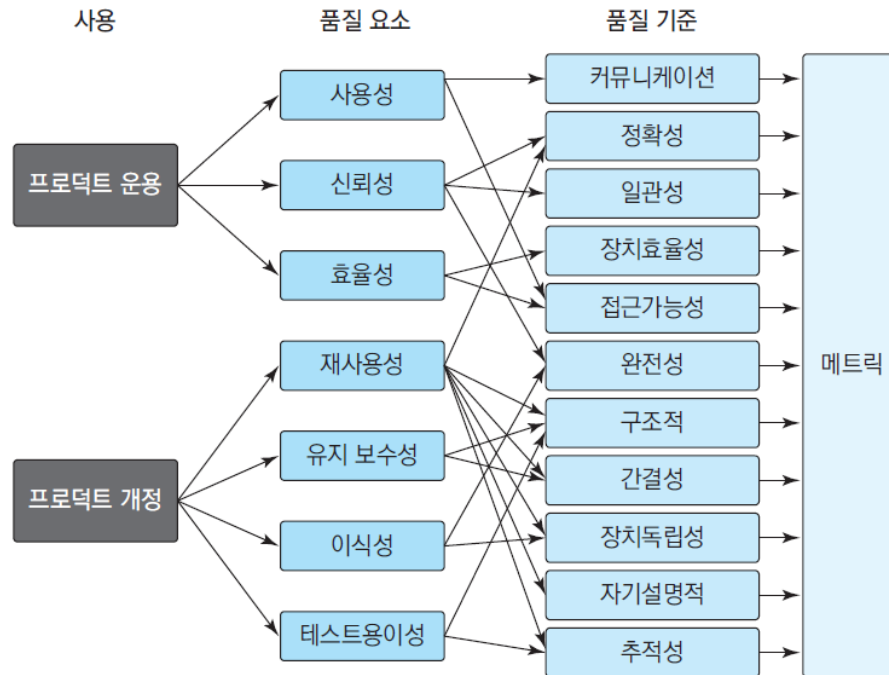 사용
품질 요소
품질 기준
프로덕트 운용
프로덕트 개정
사용성
신뢰성
효율성
재사용성
유지 보수성
이식성
테스트용이성
커뮤니케이션
정확성
일관성
장치효율성
접근가능성
완전성
구조적
간결성
장치독립성
자기설명적
추적성
메트릭